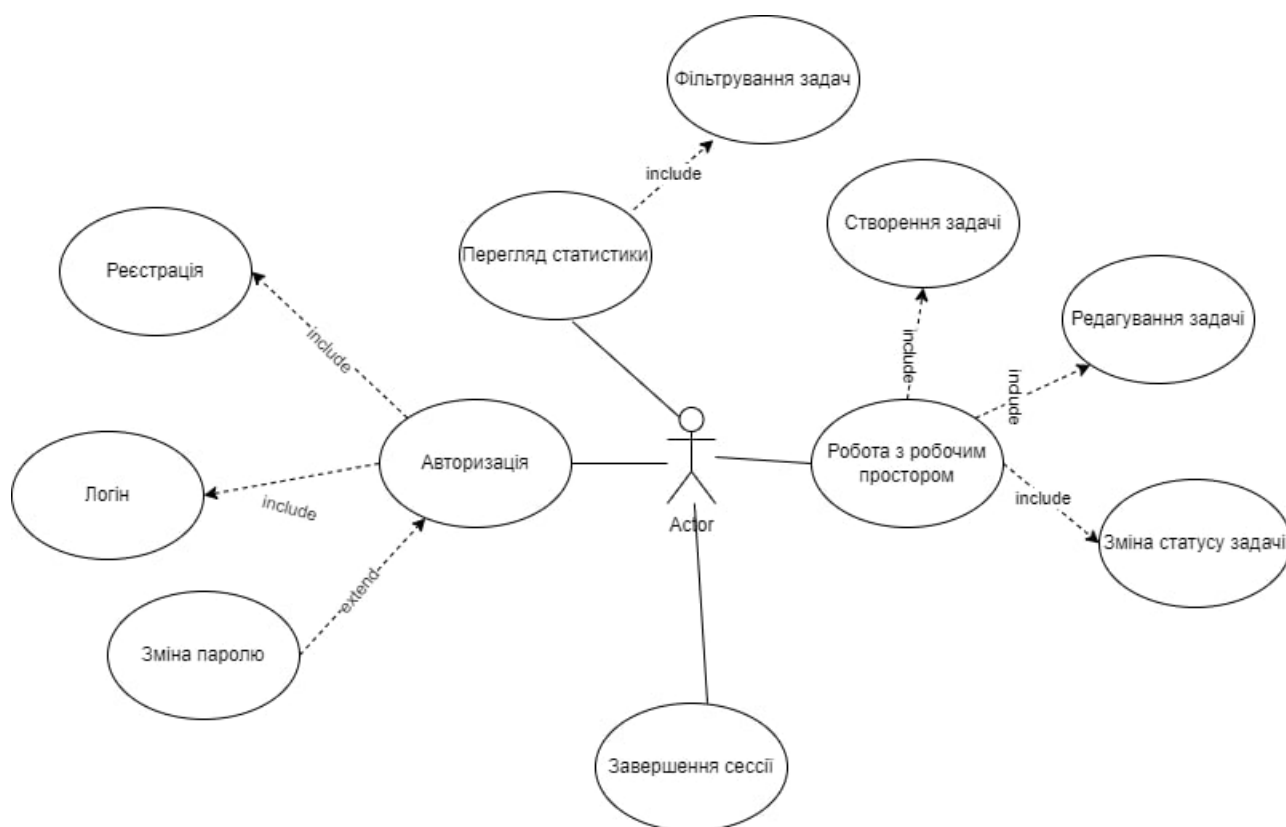 Фільтрування задач
include
Створення задачі
Перегляд статистики
Реєстрація
include
Редагування задачі
include
include
Авторизація
Робота з робочим
простором
Логін
include
include
Actor
Зміна статусу задачі
extend
Зміна паролю
Завершення сессії